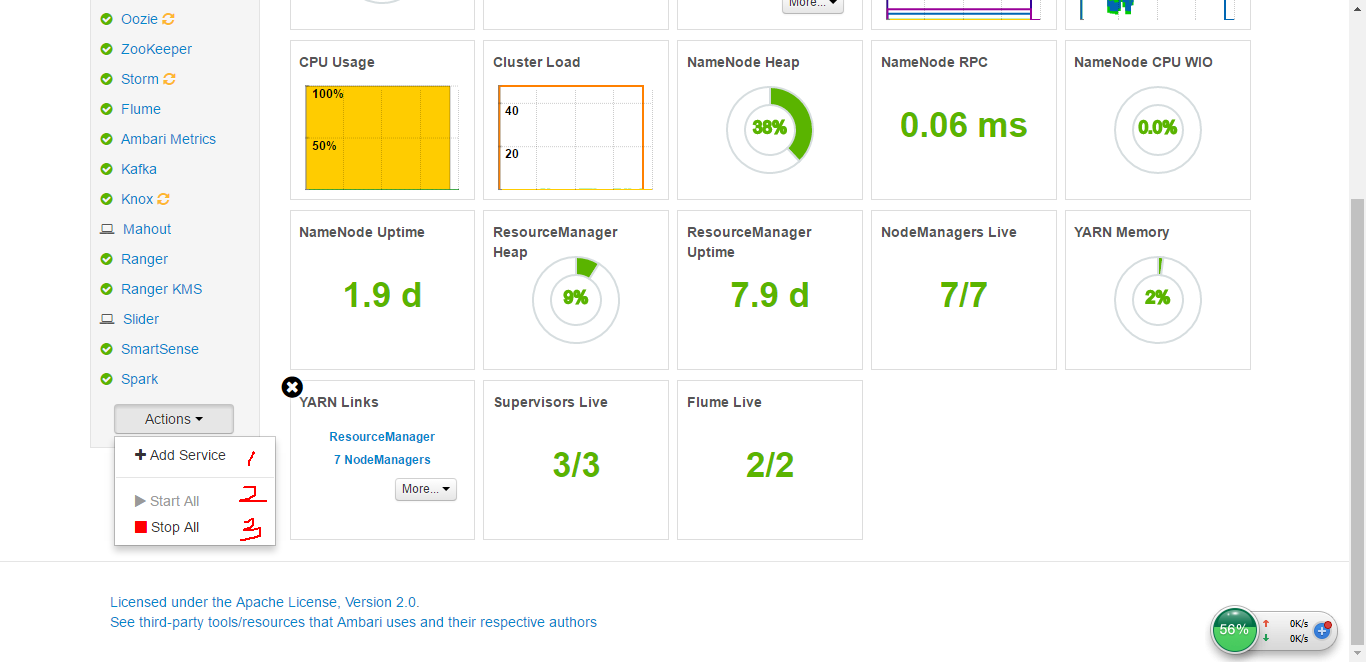 More...
Oozie
ZooKeeper
Storm
Flume
Ambari Metrics
Kafka
Knox
Mahout
Ranger
Ranger KMS
Slider
SmartSense
Spark
Actions
Add Service 1
Start All 2
Stop All 3
CPU Usage
100%
50%
Cluster Load
40
20
NameNode Heap
38%
NameNode RPC
0.06 ms
NameNode CPU WIO
0.0%
NameNode Uptime
1.9 d
ResourceManager
Heap
9%
ResourceManager
Uptime
7.9 d
NodeManagers Live
7/7
YARN Memory
2%
YARN Links
ResourceManager
7 NodeManagers
More...
Supervisors Live
3/3
Flume Live
2/2
Licensed under the Apache License, Version 2.0.
See third-party tools/resources that Ambari uses and their respective authors
56%
0K/s
0K/s